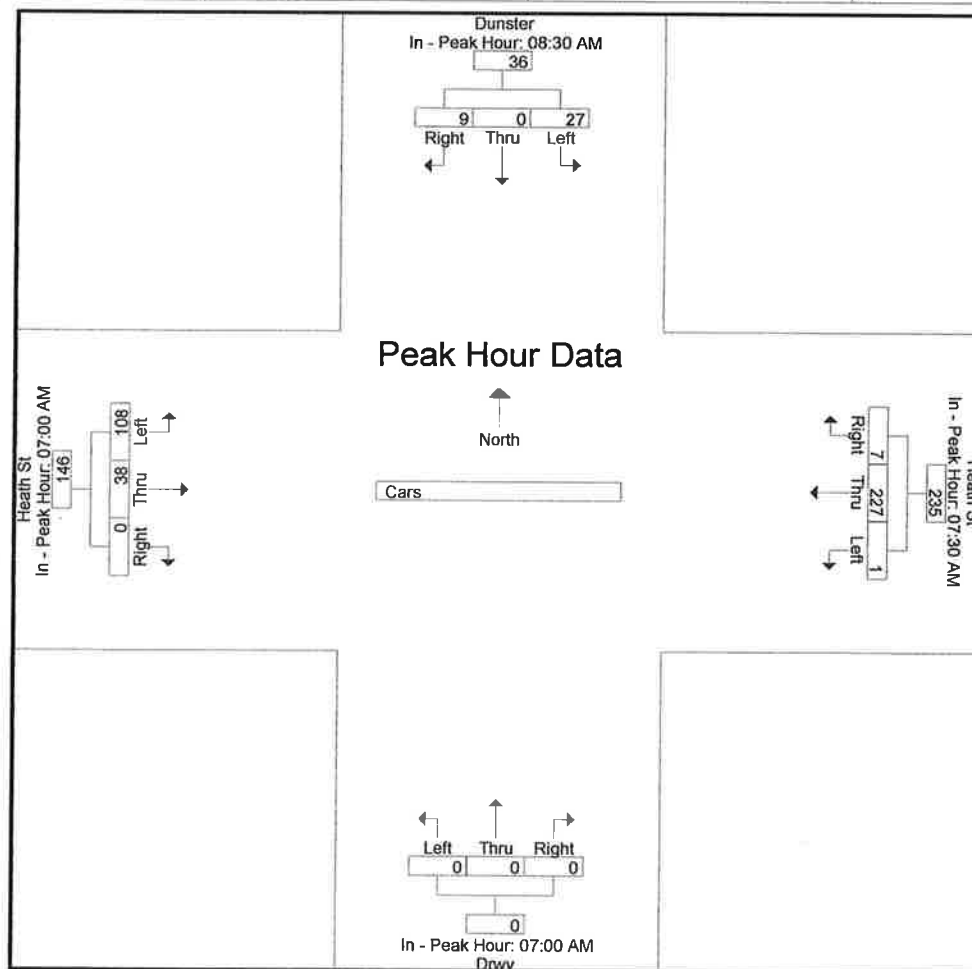 Dunster
In - Peak Hour: 08:30 AM
36
9 0 27
Right Thru Left
Peak Hour Data
North
Cars
Heath St
In - Peak Hour: 07:00 AM
146
108 38 0
Left Thru Right
Heath St
In - Peak Hour: 07:30 AM
235
7 227 1
Right Thru Left
Left Thru Right
0 0 0
0
In - Peak Hour: 07:00 AM
Drwy